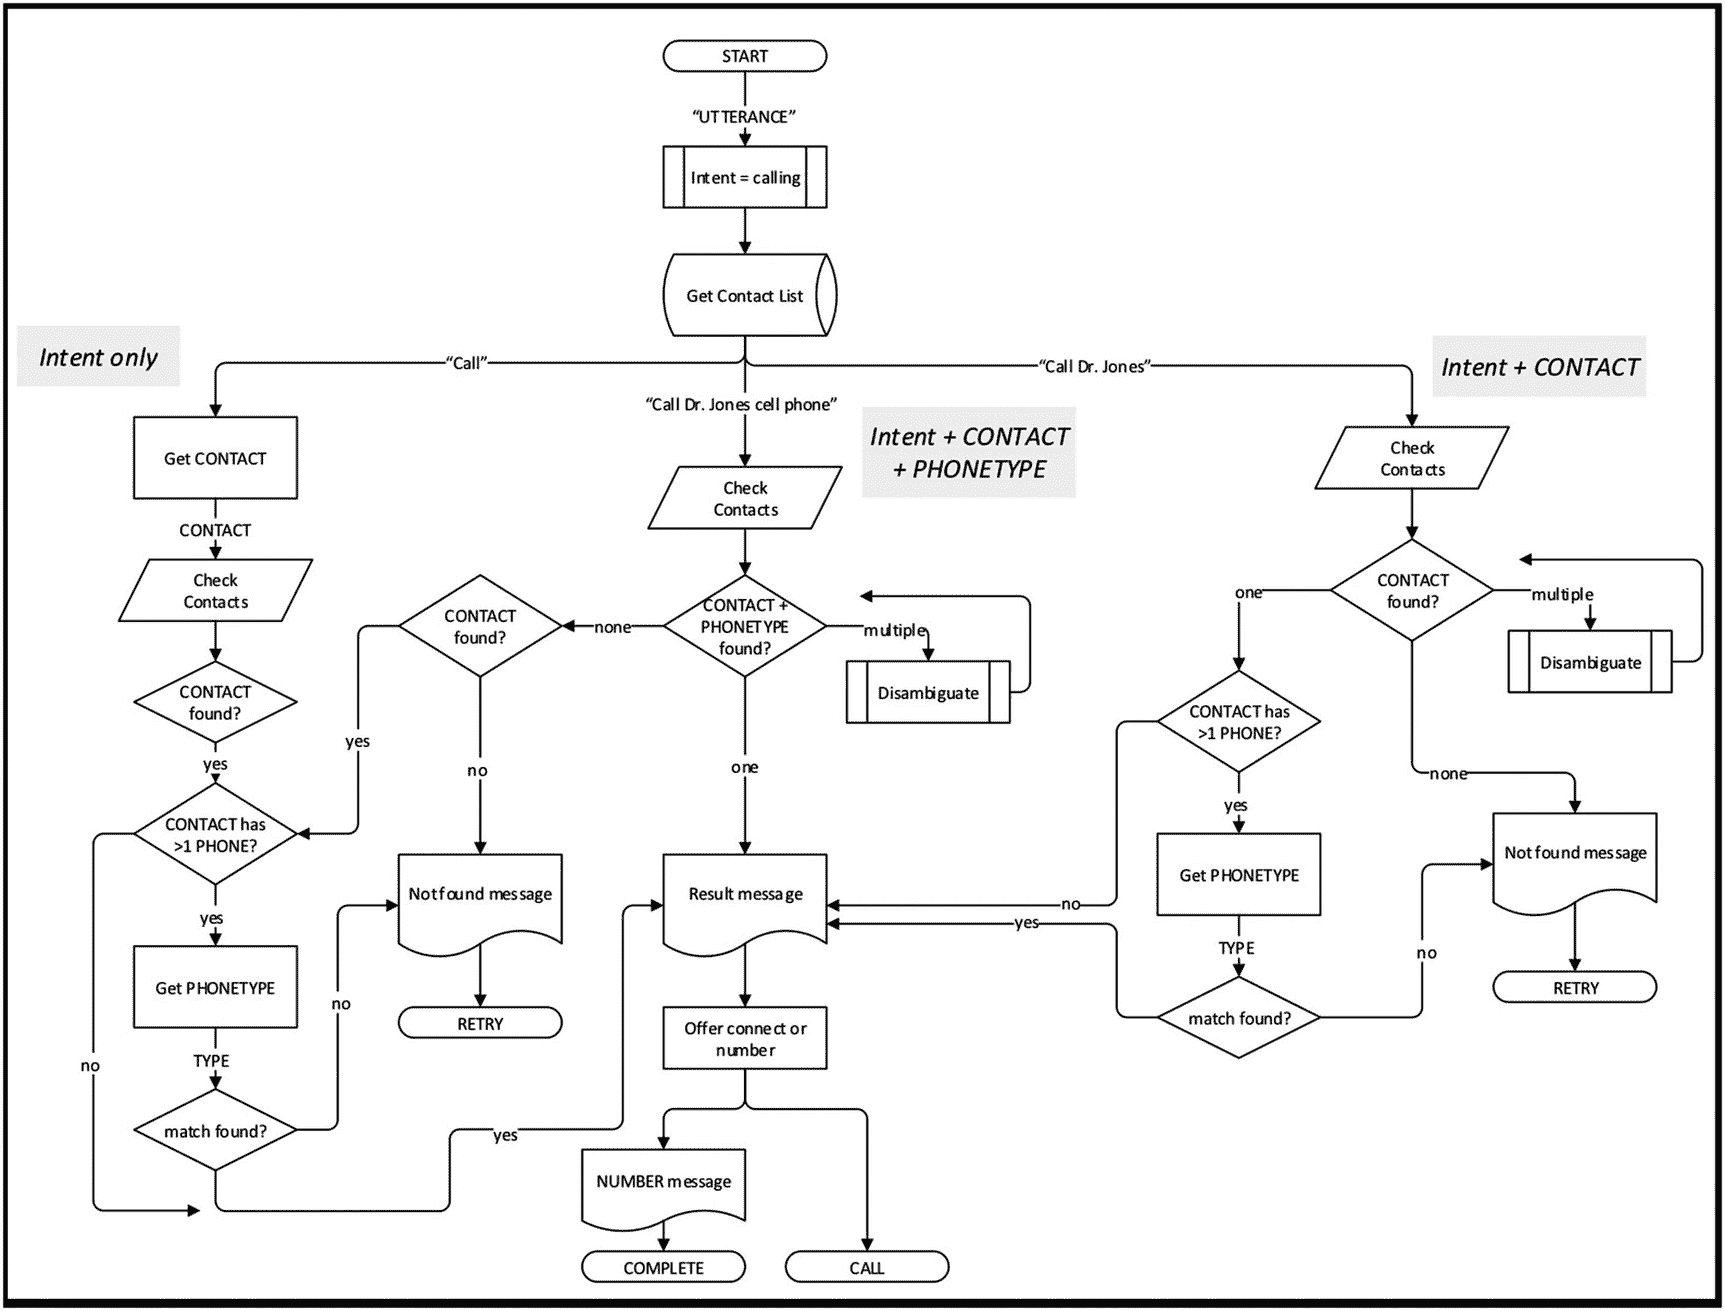 START
“UTTERANCE”
Intent = calling
Get Contact List
Intent only
“Call”
“Call Dr. Jones”
Intent + CONTACT
“Call Dr. Jones cell phone”
Intent + CONTACT
+ PHONETYPE
Get CONTACT
Check
Contacts
Check
Contacts
CONTACT
Check
Contacts
CONTACT
found?
CONTACT +
PHONETYPE
found?
CONTACT
found?
one
multiple
none
multiple
Disambiguate
Disambiguate
CONTACT
found?
yes
yes
no
one
CONTACT has
>1 PHONE?
none
CONTACT has
>1 PHONE?
yes
Not found message
Result message
Get PHONETYPE
Not found message
no
yes
yes
TYPE
no
Get PHONETYPE
no
RETRY
RETRY
Offer connect or
number
match found?
TYPE
no
match found?
yes
NUMBER message
COMPLETE
CALL